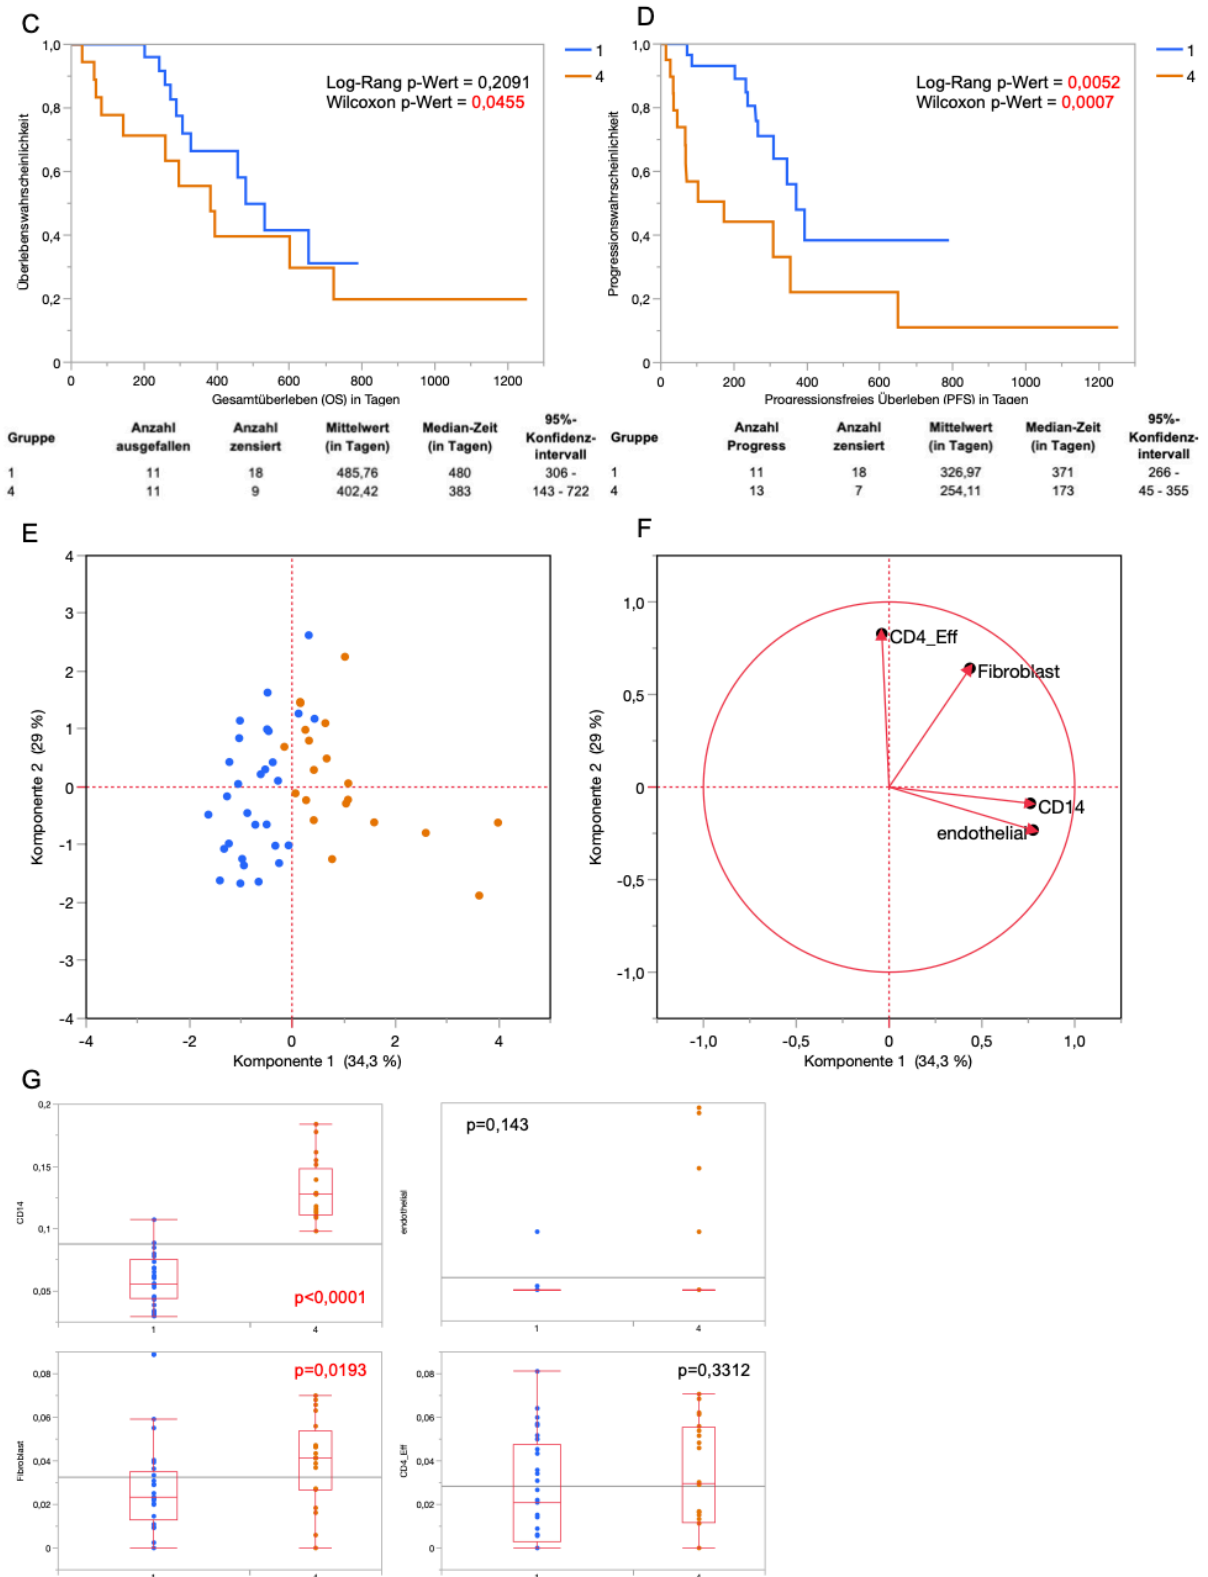 C
1,0
0,8
0,6
0,4
0,2
0
Überlebenswahrscheinlichkeit
Log-Rang p-Wert = 0,2091
Wilcoxon p-Wert = 0,0455
1
4
0 200 400 600 800 1000 1200
Gesamtüberleben (OS) in Tagen
Gruppe Anzahl ausgefallen Anzahl zensiert Mittelwert (in Tagen) Median-Zeit (in Tagen) 95%-Konfidenz-intervall
1 11 18 485,76 480 306 -
4 11 9 402,42 383 143 - 722
D
1,0
0,8
0,6
0,4
0,2
0
Progressionswahrscheinlichkeit
Log-Rang p-Wert = 0,0052
Wilcoxon p-Wert = 0,0007
1
4
0 200 400 600 800 1000 1200
Progressionsfreies Überleben (PFS) in Tagen
Gruppe Anzahl Progress Anzahl zensiert Mittelwert (in Tagen) Median-Zeit (in Tagen) 95%-Konfidenz-intervall
1 11 18 326,97 371 266 -
4 13 7 254,11 173 45 - 355
E
4
3
2
1
0
-1
-2
-3
-4
Komponente 2 (29 %)
-4 -2 0 2 4
Komponente 1 (34,3 %)
F
1,0
0,5
0
-0,5
-1,0
Komponente 2 (29 %)
CD4_Eff
Fibroblast
CD14
endothelial
-1,0 -0,5 0 0,5 1,0
Komponente 1 (34,3 %)
G
0,2
0,15
0,1
0,05
CD14
p<0,0001
1 4
endothelial
p=0,143
1 4
0,08
0,06
0,04
0,02
0
Fibroblast
p=0,0193
1 4
0,08
0,06
0,04
0,02
0
CD4_Eff
p=0,3312
1 4